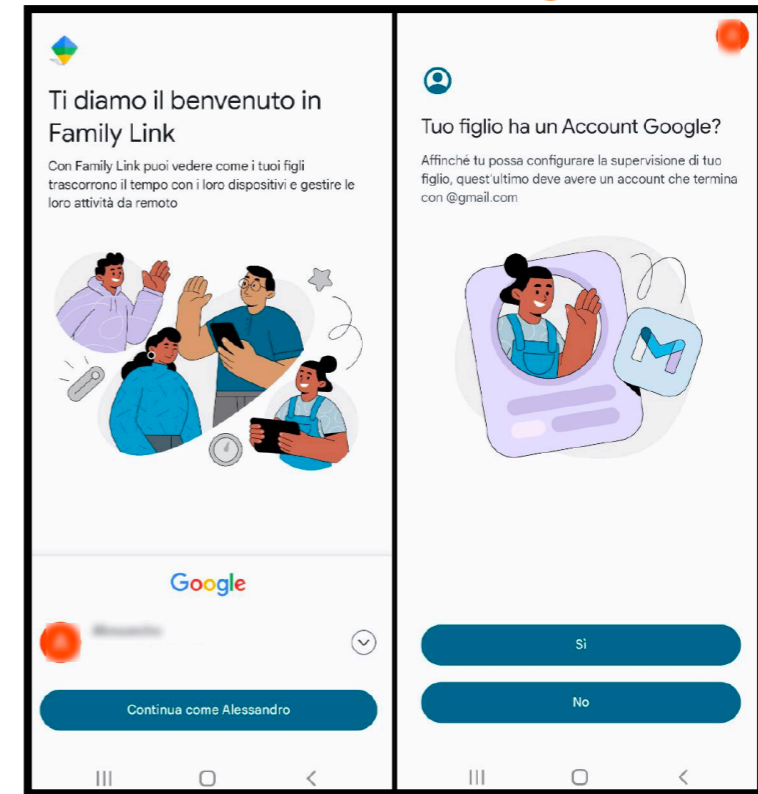 Ti diamo il benvenuto in
Family Link
Con Family Link puoi vedere come i tuoi figli
trascorrono il tempo con i loro dispositivi e gestire le
loro attività da remoto
Google
Continua come Alessandro
Tuo figlio ha un Account Google?
Affinché tu possa configurare la supervisione di tuo
figlio, quest'ultimo deve avere un account che termina
con @gmail.com
Sì
No